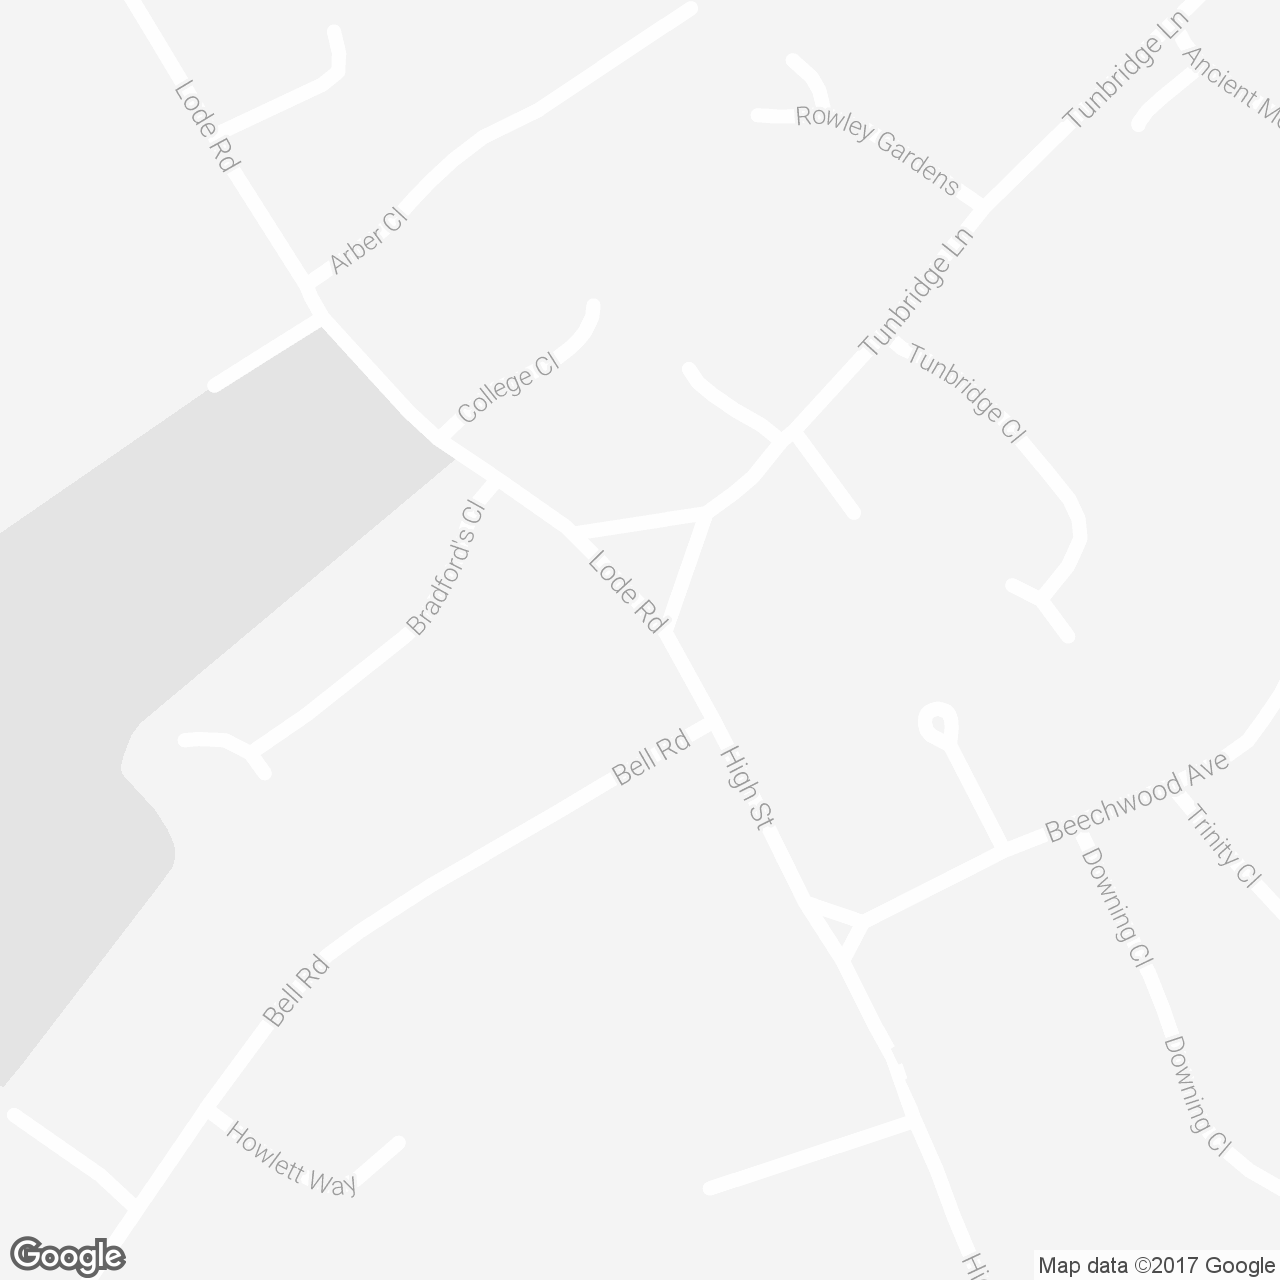 Lode Rd
Arber Cl
Rowley Gardens
Tunbridge Ln
Ancient
Tunbridge Ln
College Cl
Tunbridge Cl
Bradford's Cl
Lode Rd
Bell Rd
High St
Beechwood Ave
Trinity Cl
Downing Cl
Bell Rd
Downing Cl
Howlett Way
Google
Map data ©2017 Google